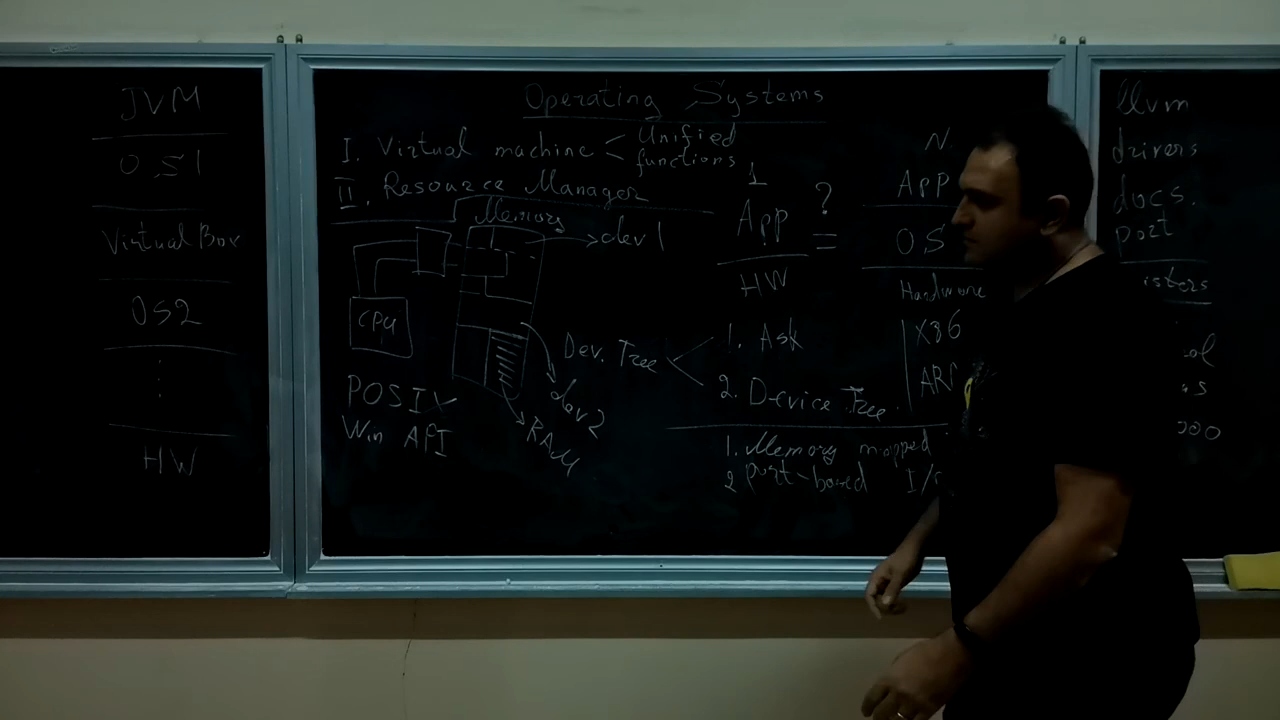 JVM
OS1
Virtual Box
OS2
HW
Operating Systems
I. Virtual machine < Unified
functions
II. Resource Manager
Memory
dev 1
CPU
dev 2
RAM
POSIX
Win API
1
App
HW
? =
N
APP
OS
Hardware
X86
Dev. Tree
1. Ask
2. Device Tree
1. Memory mapped
2 port-based I/
llvm
drivers
docs.
port